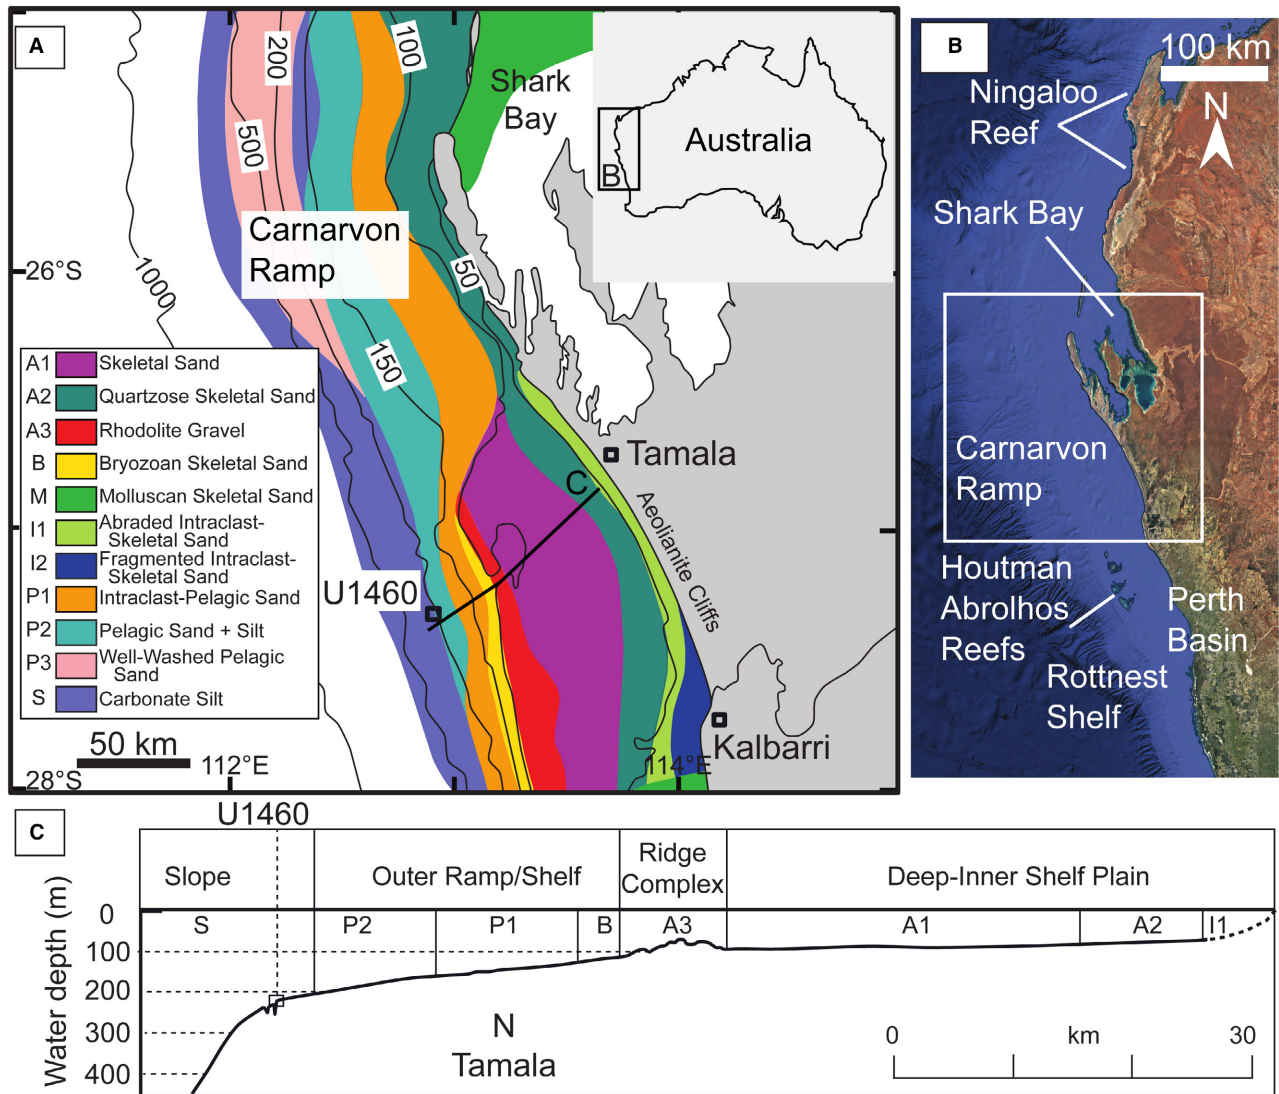 A
200
100
500
Shark
Bay
Australia
B
Carnarvon
Ramp
26°S
50
1000
150
A1 Skeletal Sand
A2 Quartzose Skeletal Sand
A3 Rhodolite Gravel
B Bryozoan Skeletal Sand
M Molluscan Skeletal Sand
I1 Abraded Intraclast-
Skeletal Sand
I2 Fragmented Intraclast-
Skeletal Sand
P1 Intraclast-Pelagic Sand
P2 Pelagic Sand + Silt
P3 Well-Washed Pelagic
Sand
S Carbonate Silt
Tamala
C
Aeolianite Cliffs
U1460
Kalbarri
50 km
112°E
114°E
28°S
B
100 km
N
Ningaloo
Reef
Shark Bay
Carnarvon
Ramp
Houtman
Abrolhos
Reefs
Perth
Basin
Rottnest
Shelf
C
U1460
Slope
Outer Ramp/Shelf
Ridge
Complex
Deep-Inner Shelf Plain
S P2 P1 B A3 A1 A2 I1
Water depth (m)
0
100
200
300
400
N
Tamala
0 km 30